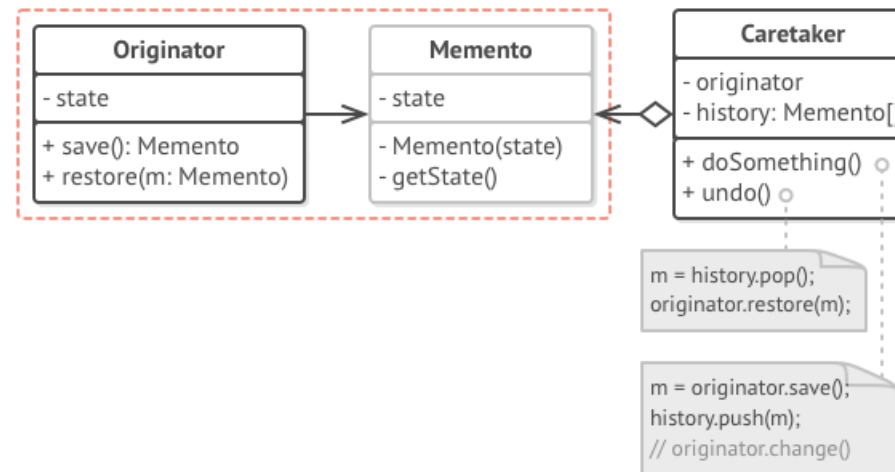 Originator
- state
+ save(): Memento
+ restore(m: Memento)
Memento
- state
- Memento(state)
- getState()
Caretaker
- originator
- history: Memento[]
+ doSomething()
+ undo()
m = history.pop();
originator.restore(m);
m = originator.save();
history.push(m);
// originator.change()